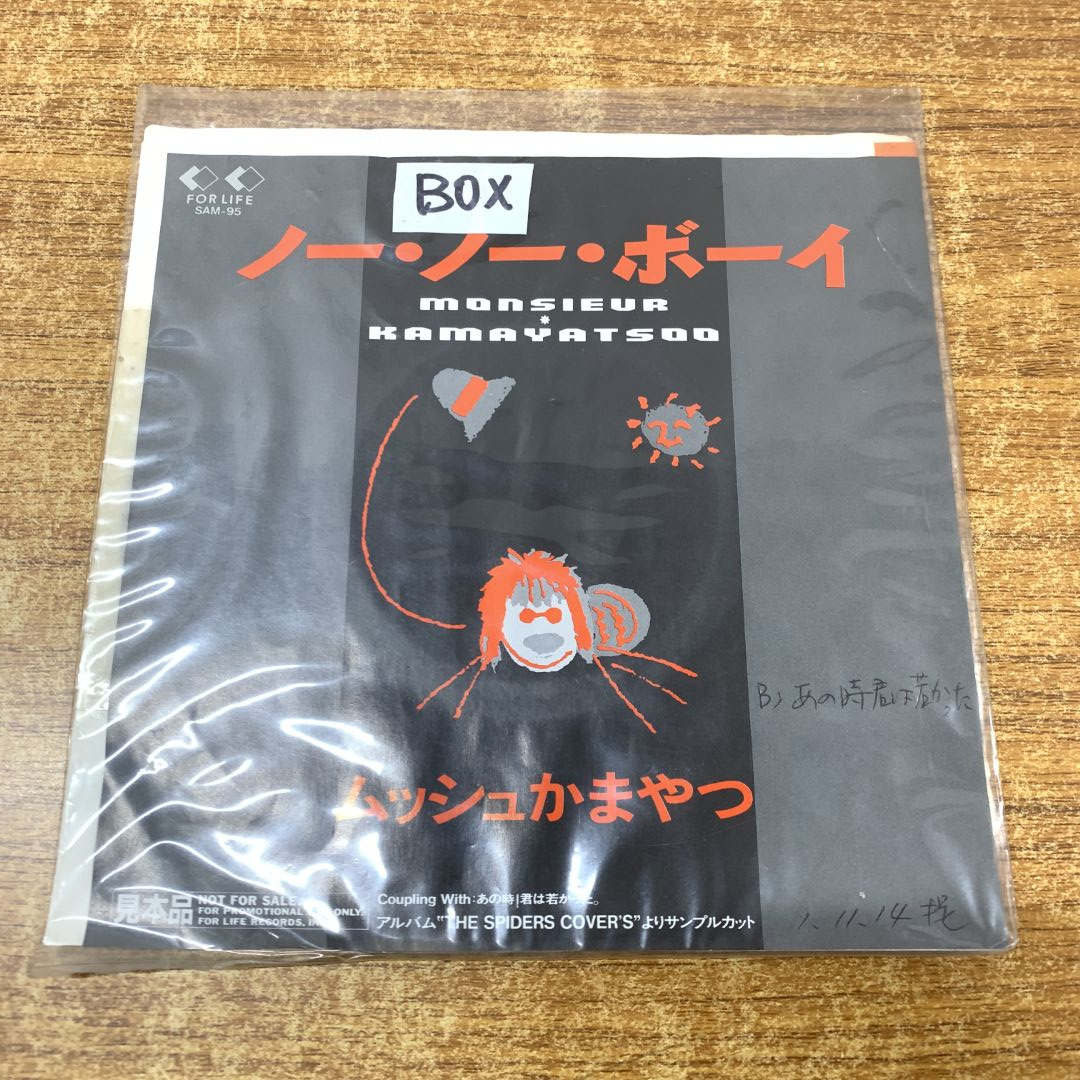 FOR LIFE
SAM-95
BOX
ノー・ノー・ボーイ
MONSIEUR
KAMAYATSOO
B) あの時君は若かった
ムッシュかまやつ
見本品
NOT FOR SALE,
FOR PROMOTIONAL ONLY.
FOR LIFE RECORDS,
Coupling With:あの時|君は若かった。
アルバム"THE SPIDERS COVER'S"よりサンプルカット
1. 11. 14